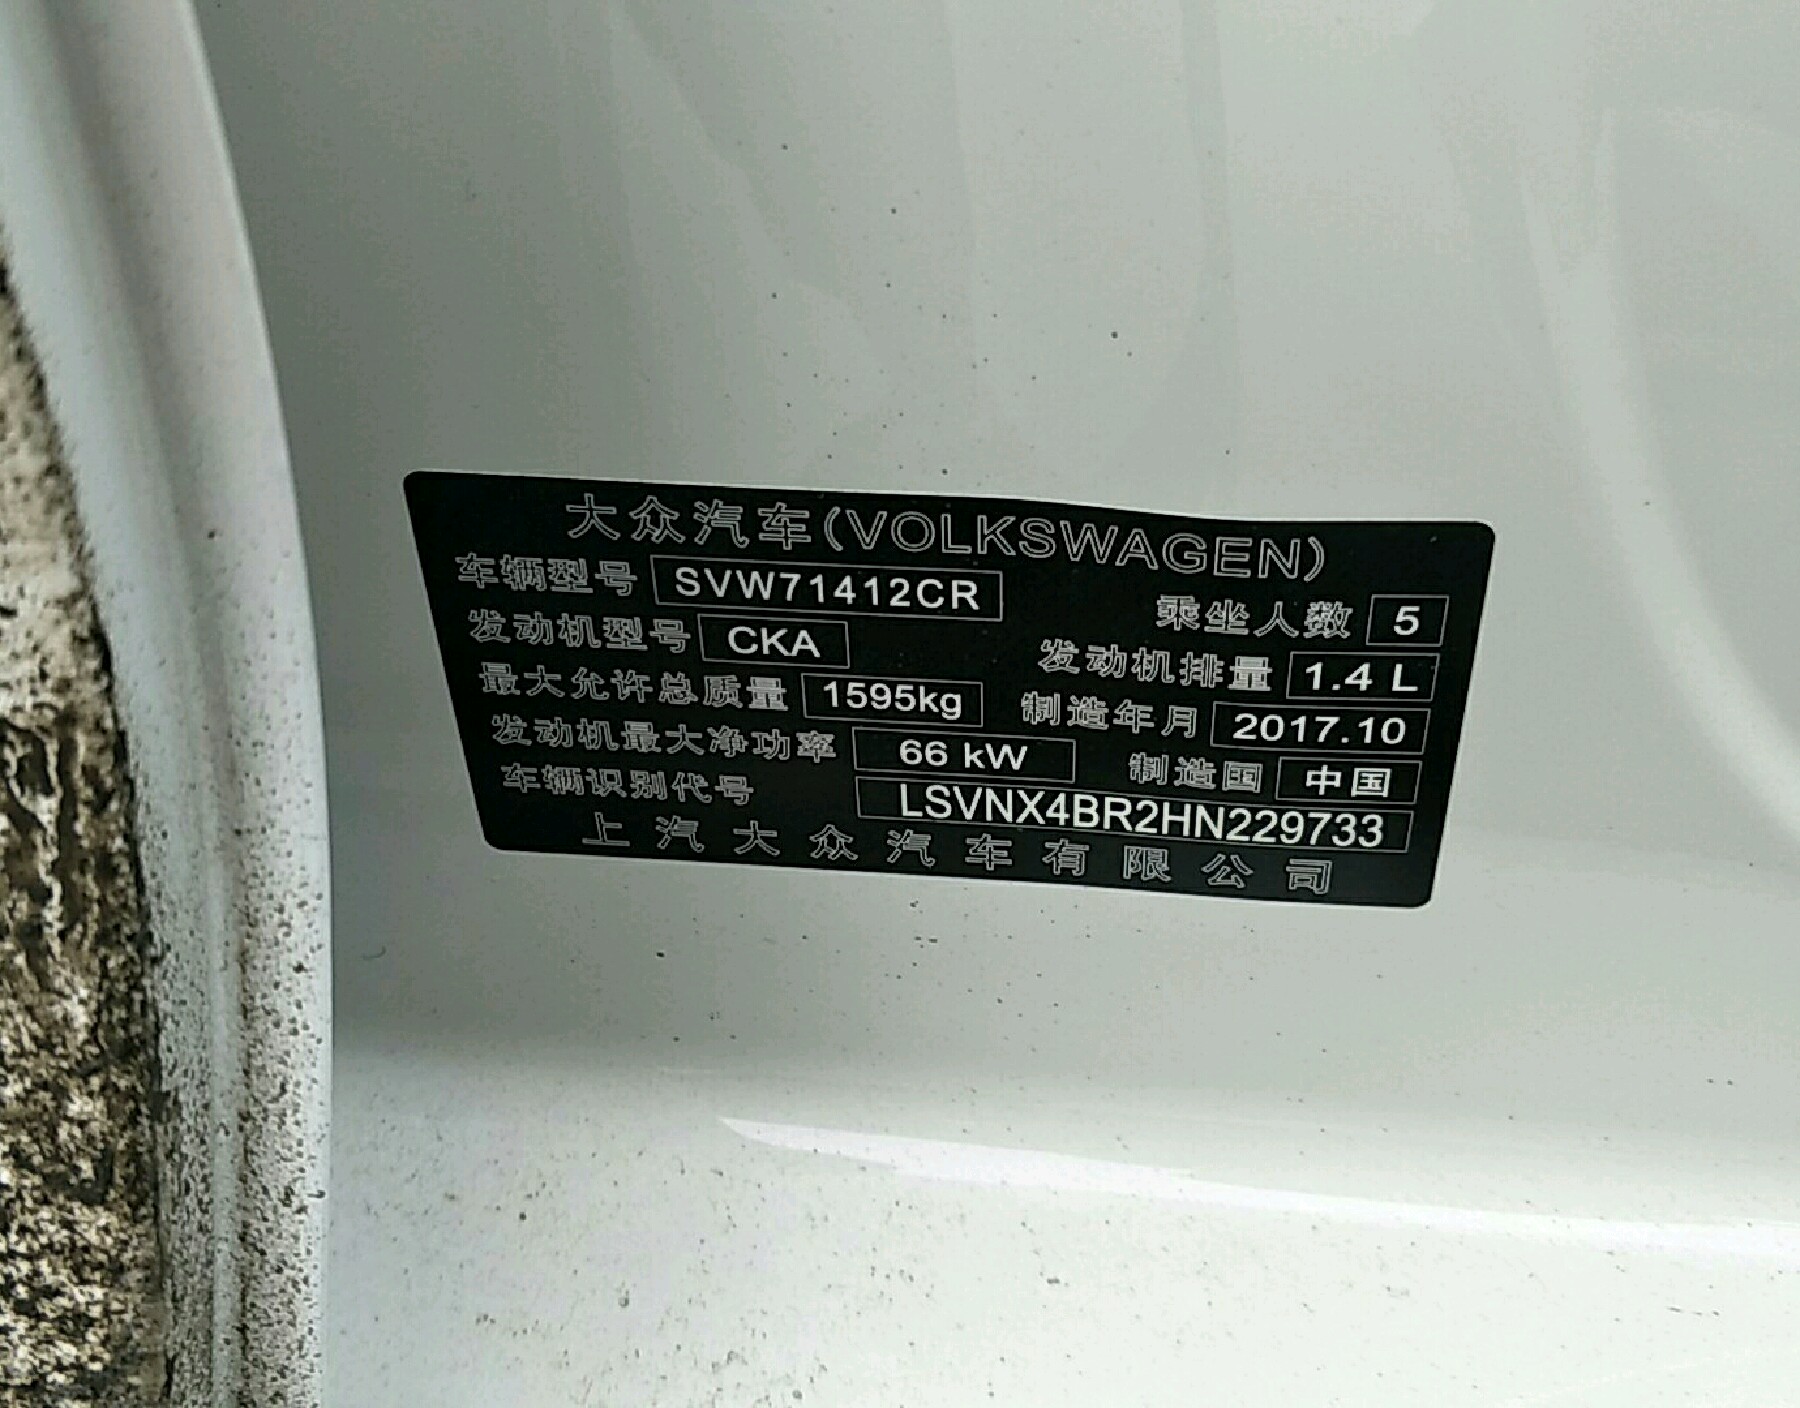 大众汽车(VOLKSWAGEN)
车辆型号 SVW71412CR 乘坐人数 5
发动机型号 CKA 发动机排量 1.4 L
最大允许总质量 1595kg 制造年月 2017.10
发动机最大净功率 66 kW 制造国 中国
车辆识别代号 LSVNX4BR2HN229733
上汽大众汽车有限公司